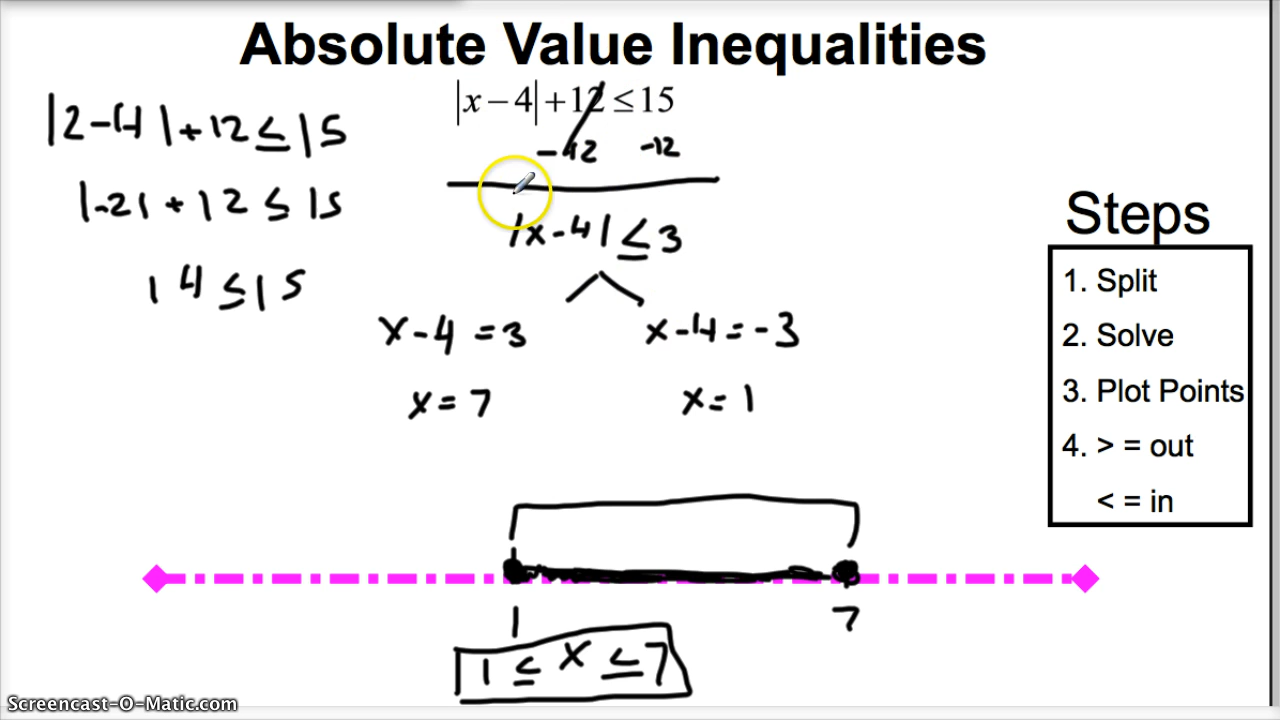 Absolute Value Inequalities
|x − 4| + 12 ≤ 15
-12 -12
|x-4| ≤ 3
x-4 = 3 x-4 = -3
x = 7 x = 1
|2-4|+12 ≤ 15
|-2| + 12 ≤ 15
14 ≤ 15
Steps
1. Split
2. Solve
3. Plot Points
4. > = out
< = in
1 7
1 ≤ x ≤ 7
Screencast-O-Matic.com